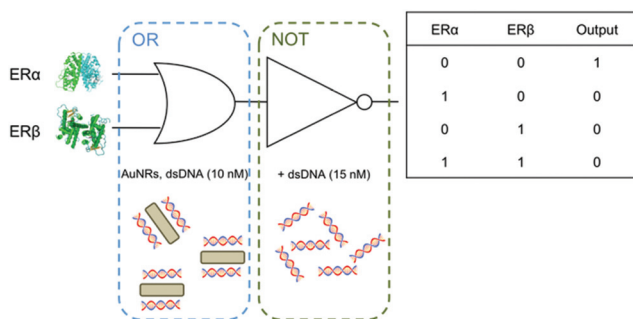 OR
NOT
ERα
ERβ
AuNRs, dsDNA (10 nM)
+ dsDNA (15 nM)
ERα ERβ Output
0 0 1
1 0 0
0 1 0
1 1 0